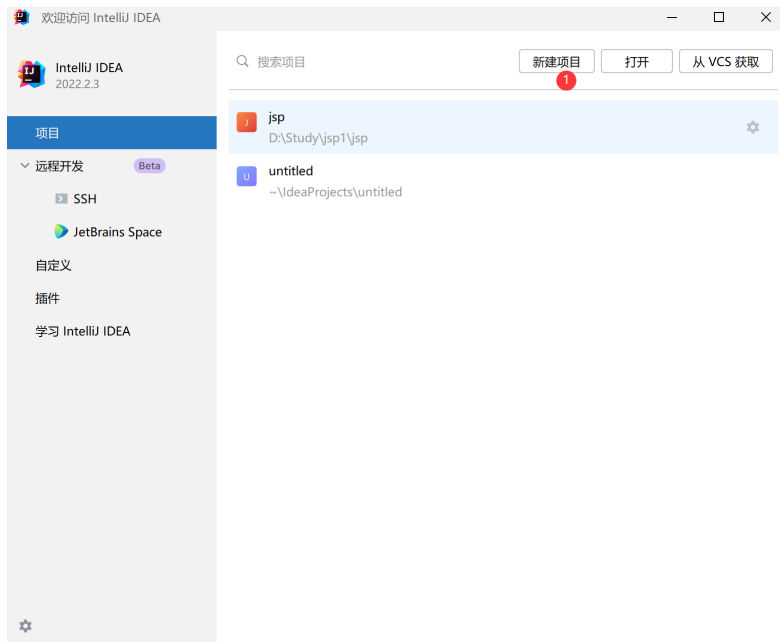 欢迎访问 IntelliJ IDEA
IJ
IntelliJ IDEA
2022.2.3
项目
远程开发 Beta
SSH
JetBrains Space
自定义
插件
学习 IntelliJ IDEA
搜索项目 新建项目 打开 从 VCS 获取
1
J jsp
D:\Study\jsp1\jsp
U untitled
~\IdeaProjects\untitled